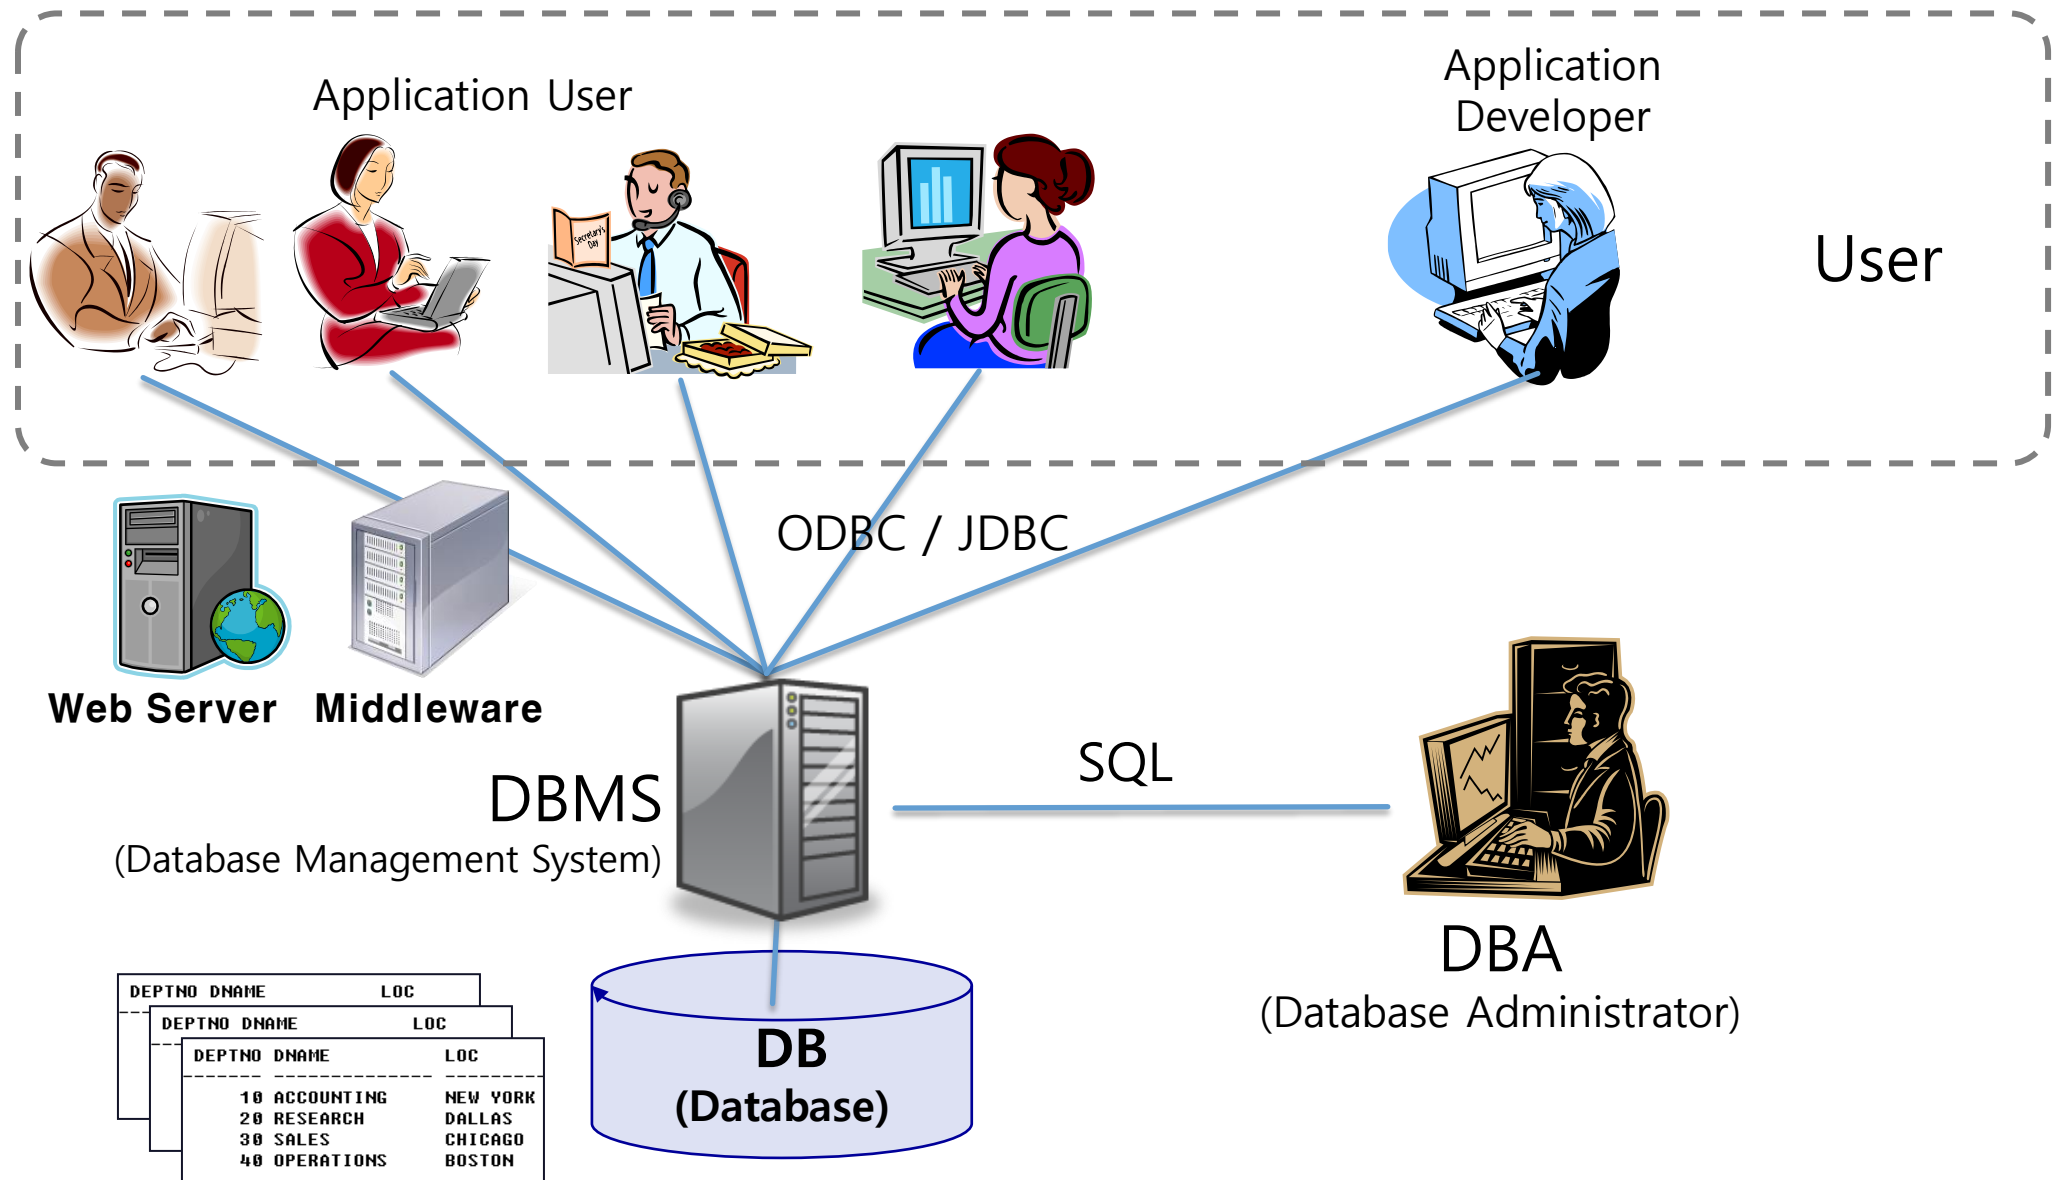 Application User
Application
Developer
Secretary's
Day
User
ODBC / JDBC
Web Server
Middleware
DBMS
(Database Management System)
SQL
DBA
(Database Administrator)
DEPTNO DNAME LOC
DEPTNO DNAME LOC
DEPTNO DNAME LOC
10 ACCOUNTING NEW YORK
20 RESEARCH DALLAS
30 SALES CHICAGO
40 OPERATIONS BOSTON
DB
(Database)